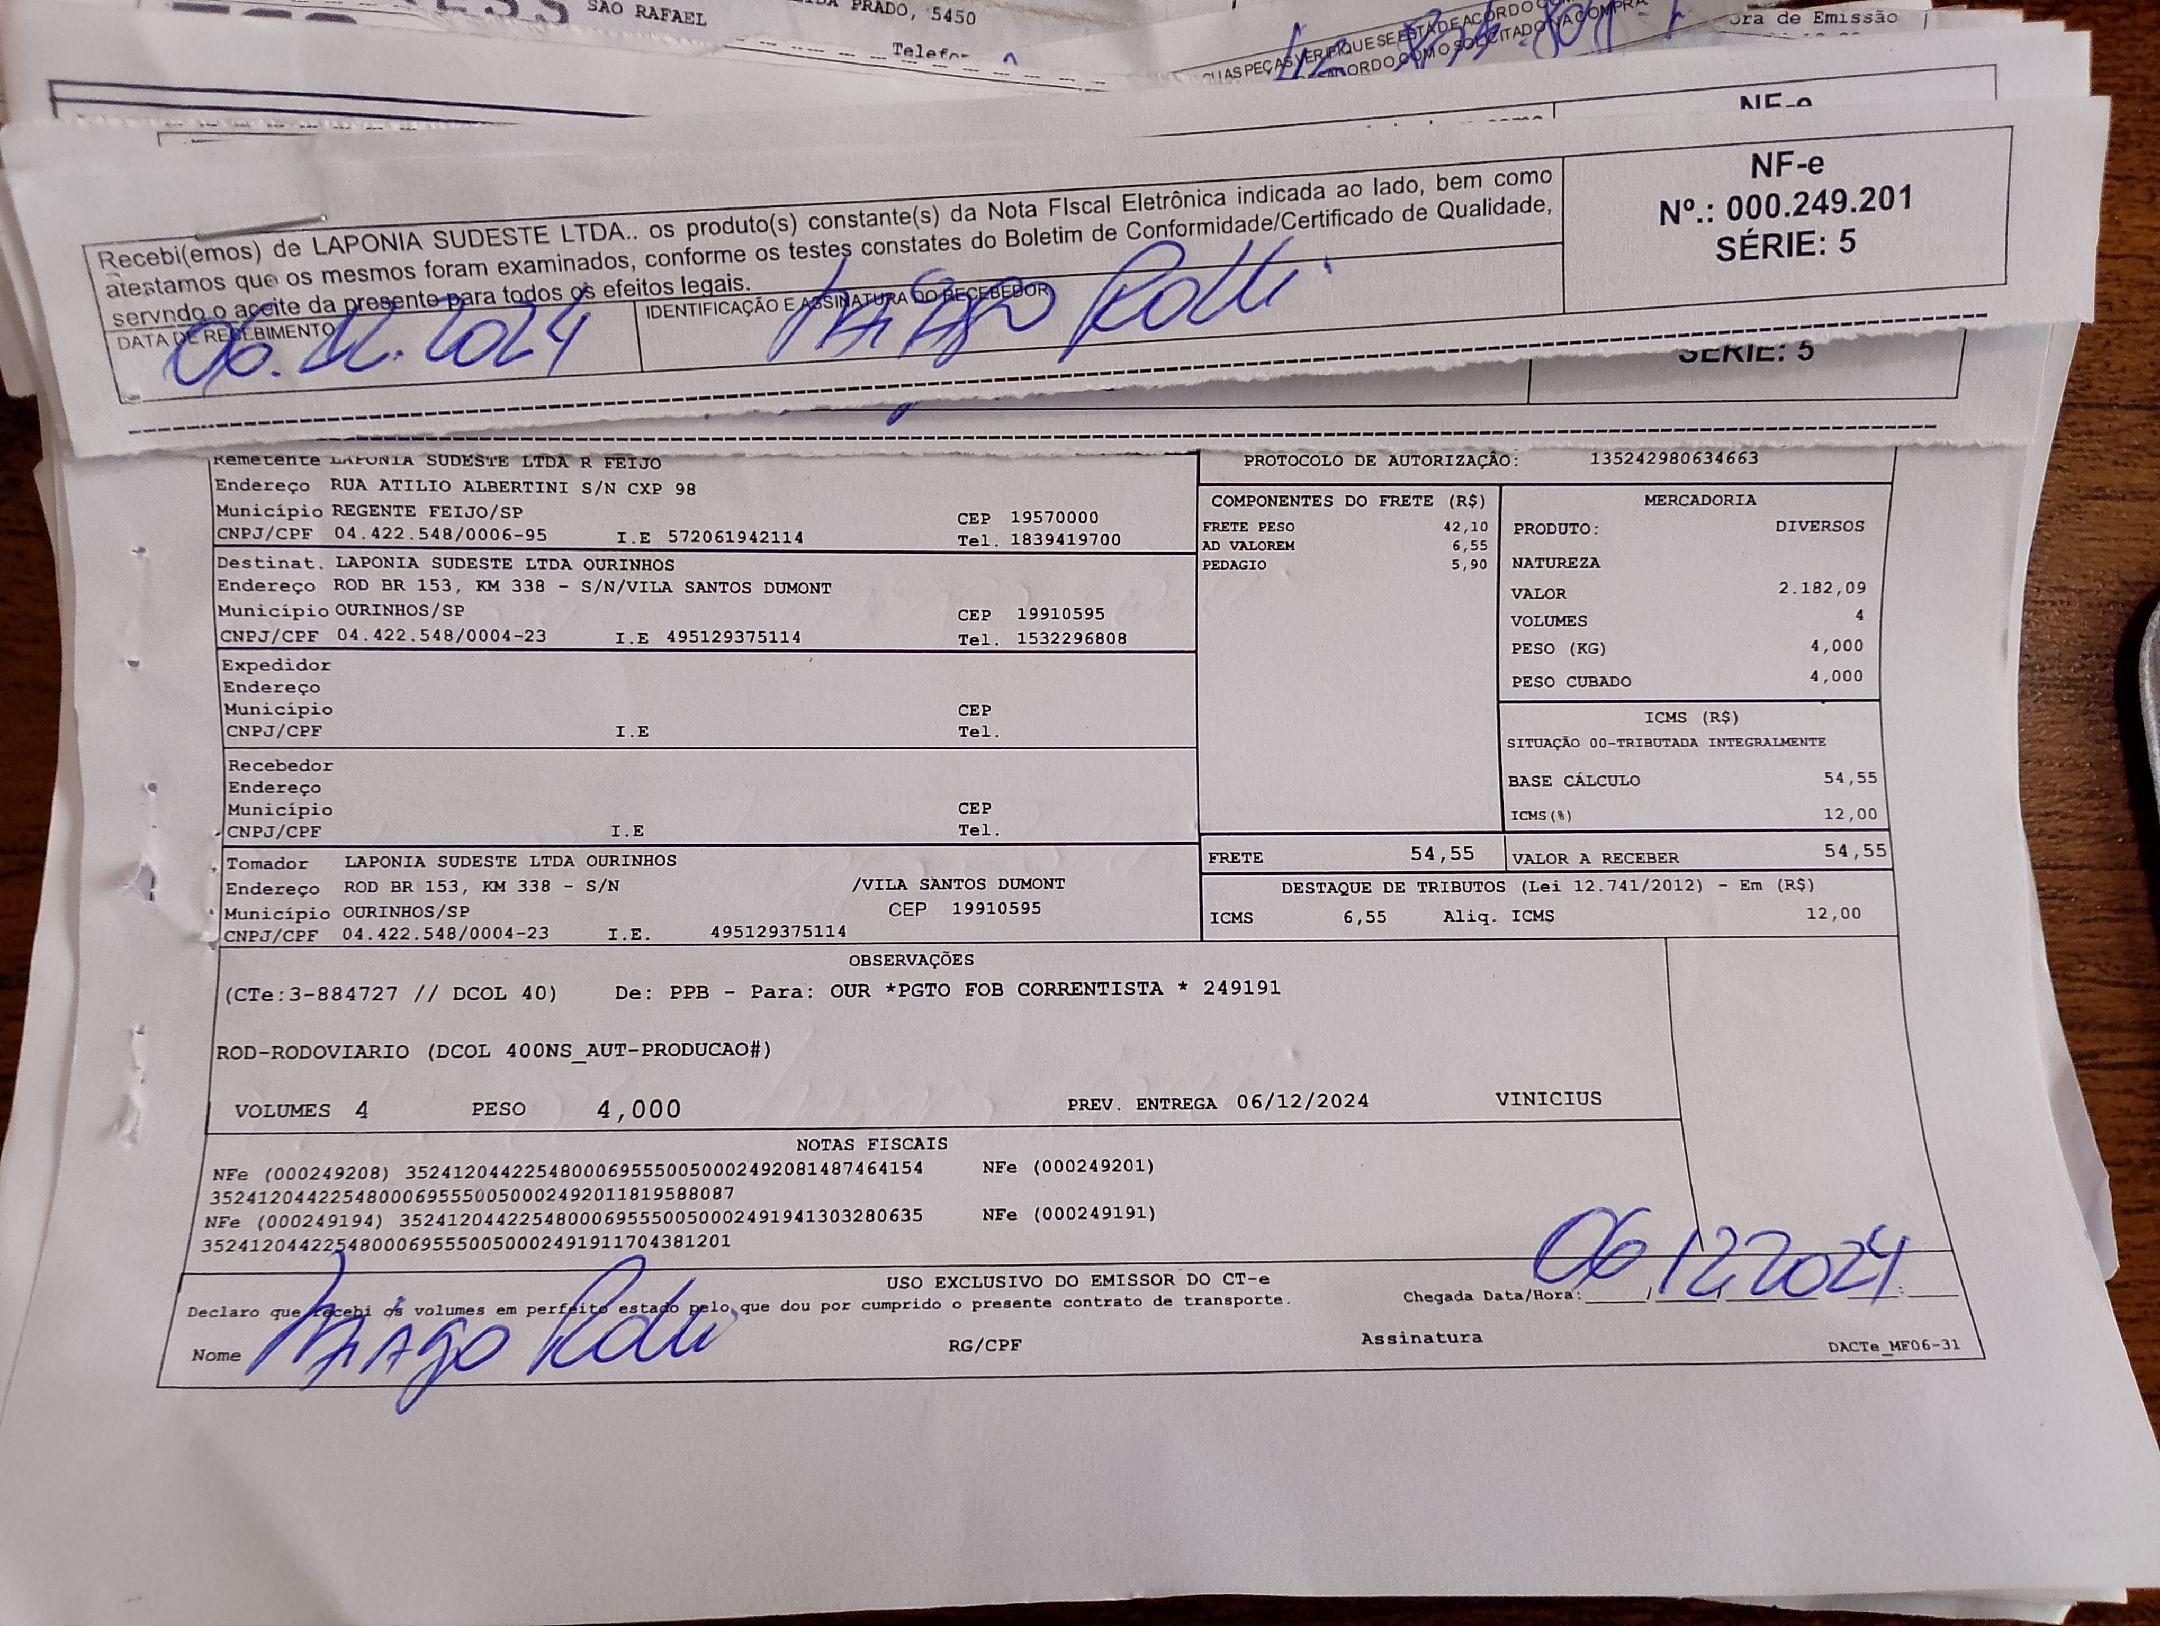 SAO RAFAEL
PRADO, 5450
Telefo
ora de Emissão
NF-e
Recebi(emos) de LAPONIA SUDESTE LTDA.. os produto(s) constante(s) da Nota FIscal Eletrônica indicada ao lado, bem como
atestamos que os mesmos foram examinados, conforme os testes constates do Boletim de Conformidade/Certificado de Qualidade,
servndo o aceite da presente para todos os efeitos legais.
DATA DE RECEBIMENTO
06.12.2024
IDENTIFICAÇÃO E ASSINATURA DO RECEBEDOR
NF-e
Nº.: 000.249.201
SÉRIE: 5
SÉRIE: 5
Remetente LAPONIA SUDESTE LTDA R FEIJO
Endereço RUA ATILIO ALBERTINI S/N CXP 98
Município REGENTE FEIJO/SP CEP 19570000
CNPJ/CPF 04.422.548/0006-95 I.E 572061942114 Tel. 1839419700
Destinat. LAPONIA SUDESTE LTDA OURINHOS
Endereço ROD BR 153, KM 338 - S/N/VILA SANTOS DUMONT
Município OURINHOS/SP CEP 19910595
CNPJ/CPF 04.422.548/0004-23 I.E 495129375114 Tel. 1532296808
Expedidor
Endereço
Município CEP
CNPJ/CPF I.E Tel.
Recebedor
Endereço
Município CEP
CNPJ/CPF I.E Tel.
Tomador LAPONIA SUDESTE LTDA OURINHOS
Endereço ROD BR 153, KM 338 - S/N /VILA SANTOS DUMONT
Município OURINHOS/SP CEP 19910595
CNPJ/CPF 04.422.548/0004-23 I.E. 495129375114
PROTOCOLO DE AUTORIZAÇÃO: 135242980634663
COMPONENTES DO FRETE (R$)
FRETE PESO 42,10
AD VALOREM 6,55
PEDAGIO 5,90
MERCADORIA
PRODUTO: DIVERSOS
NATUREZA
VALOR 2.182,09
VOLUMES 4
PESO (KG) 4,000
PESO CUBADO 4,000
ICMS (R$)
SITUAÇÃO 00-TRIBUTADA INTEGRALMENTE
BASE CÁLCULO 54,55
ICMS(%) 12,00
FRETE 54,55 VALOR A RECEBER 54,55
DESTAQUE DE TRIBUTOS (Lei 12.741/2012) - Em (R$)
ICMS 6,55 Aliq. ICMS 12,00
OBSERVAÇÕES
(CTe:3-884727 // DCOL 40) De: PPB - Para: OUR *PGTO FOB CORRENTISTA * 249191
ROD-RODOVIARIO (DCOL 400NS_AUT-PRODUCAO#)
VOLUMES 4 PESO 4,000 PREV. ENTREGA 06/12/2024 VINICIUS
NOTAS FISCAIS
NFe (000249208) 35241204422548000695550050002492081487464154 NFe (000249201)
35241204422548000695550050002492011819588087
NFe (000249194) 35241204422548000695550050002491941303280635 NFe (000249191)
35241204422548000695550050002491911704381201
USO EXCLUSIVO DO EMISSOR DO CT-e
Declaro que recebi os volumes em perfeito estado pelo que dou por cumprido o presente contrato de transporte.
Chegada Data/Hora: 06/12/2024
Nome RG/CPF Assinatura
DACTe_MF06-31